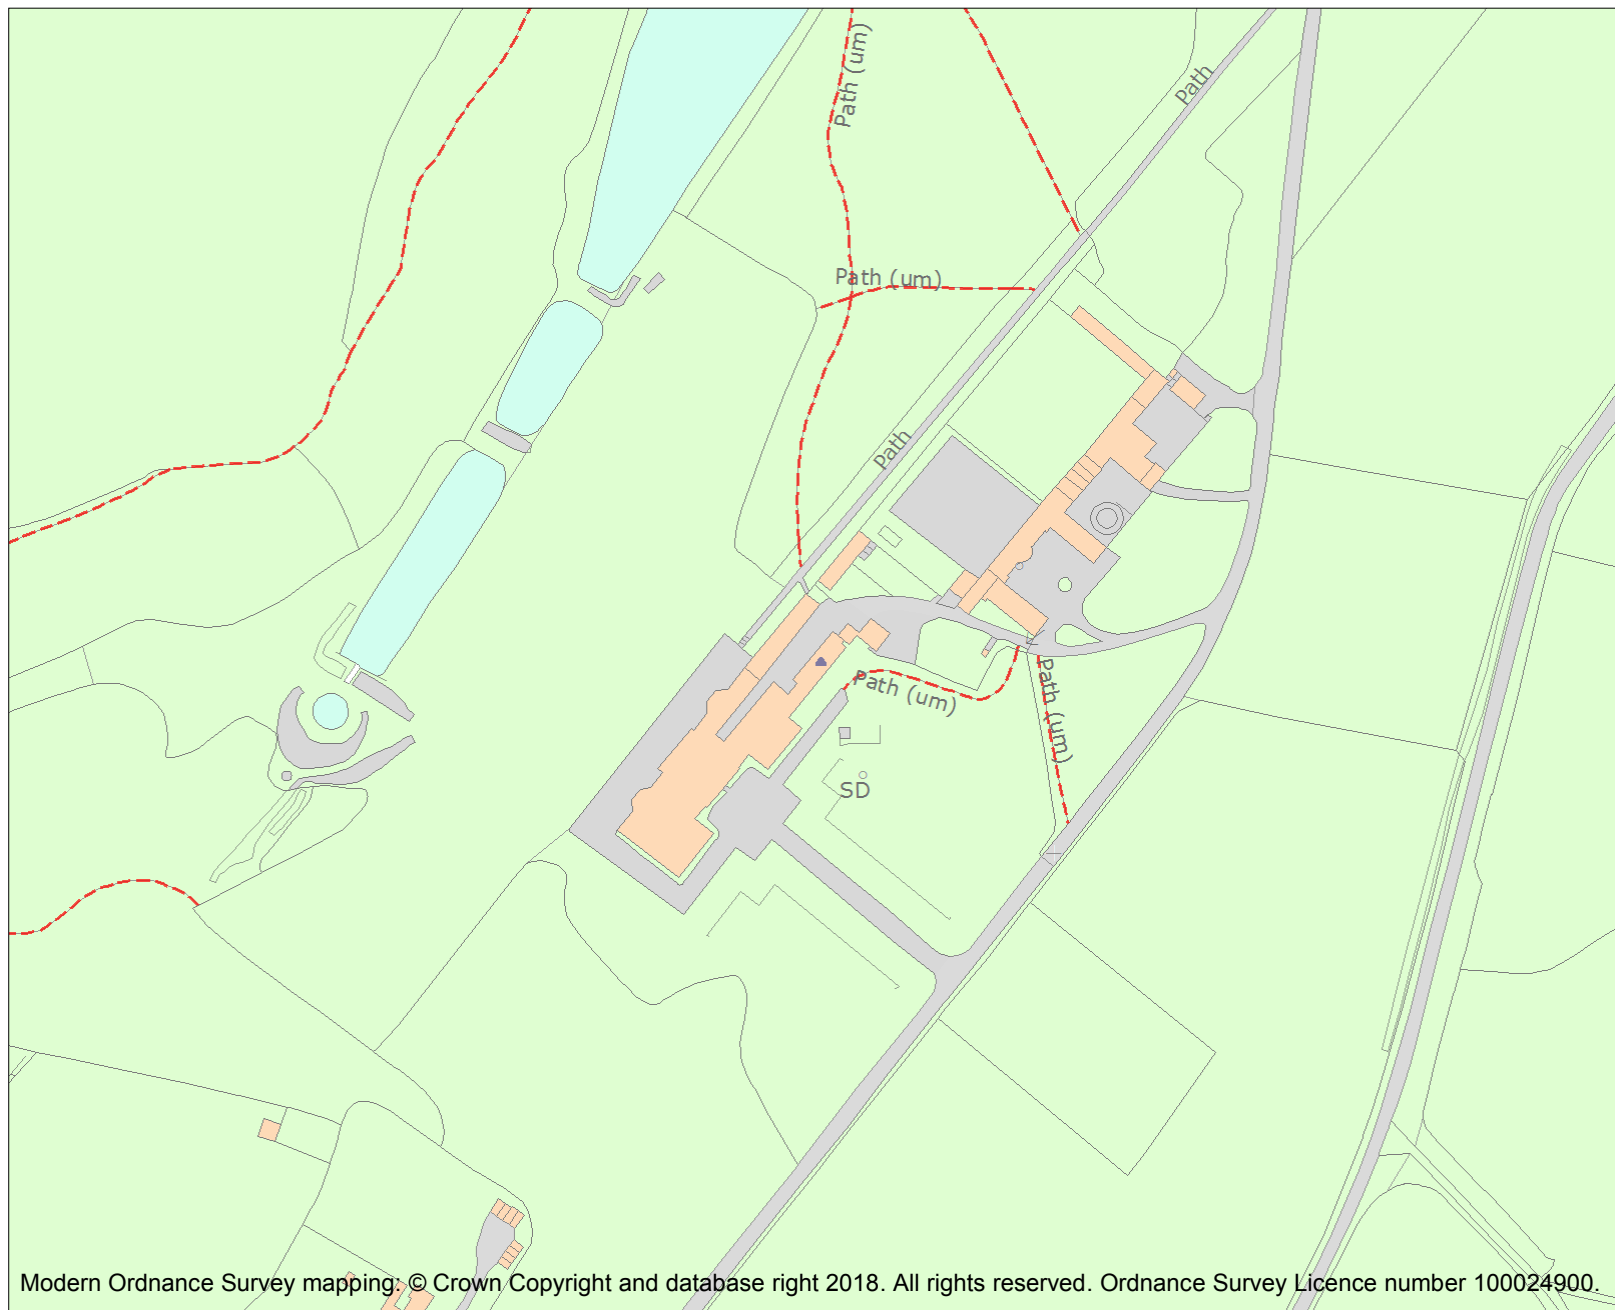 Path (um)
Path
Path (um)
Path
Path (um)
Path (um)
SD
Modern Ordnance Survey mapping: © Crown Copyright and database right 2018. All rights reserved. Ordnance Survey Licence number 100024900.